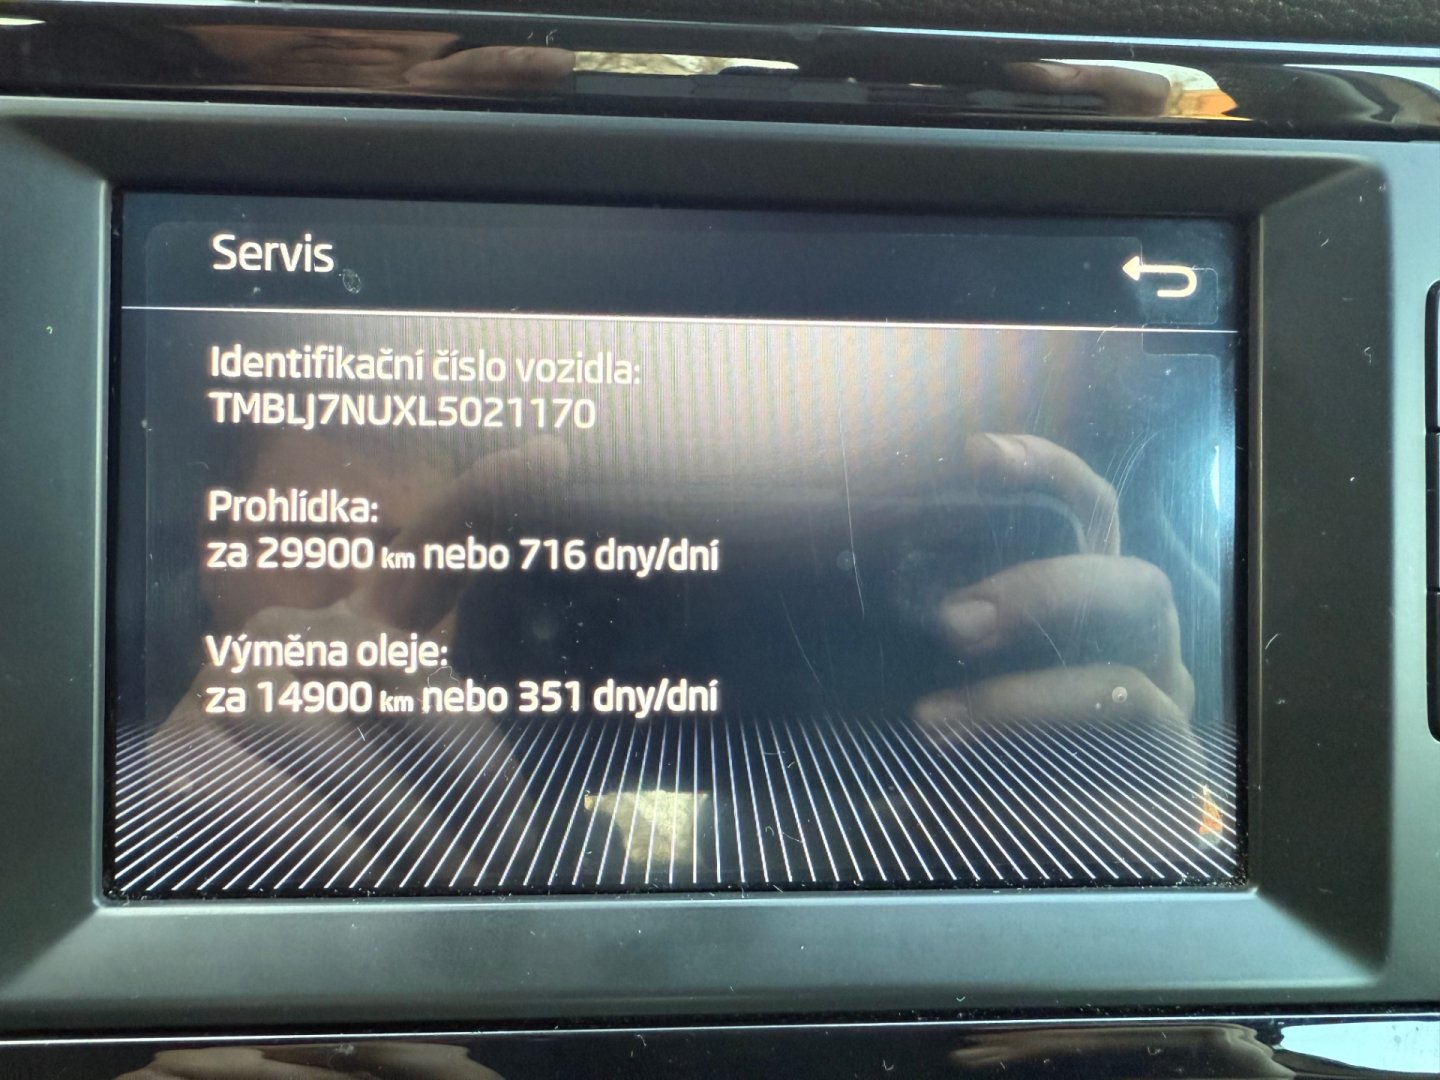 Servis
Identifikační číslo vozidla:
TMBLJ7NUXL5021170
Prohlídka:
za 29900 km nebo 716 dny/dní
Výměna oleje:
za 14900 km nebo 351 dny/dní